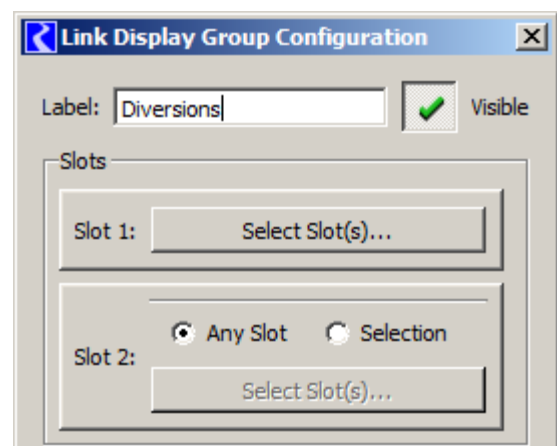 Link Display Group Configuration
Label: Diversions Visible
Slots
Slot 1: Select Slot(s)...
Any Slot Selection
Slot 2:
Select Slot(s)...